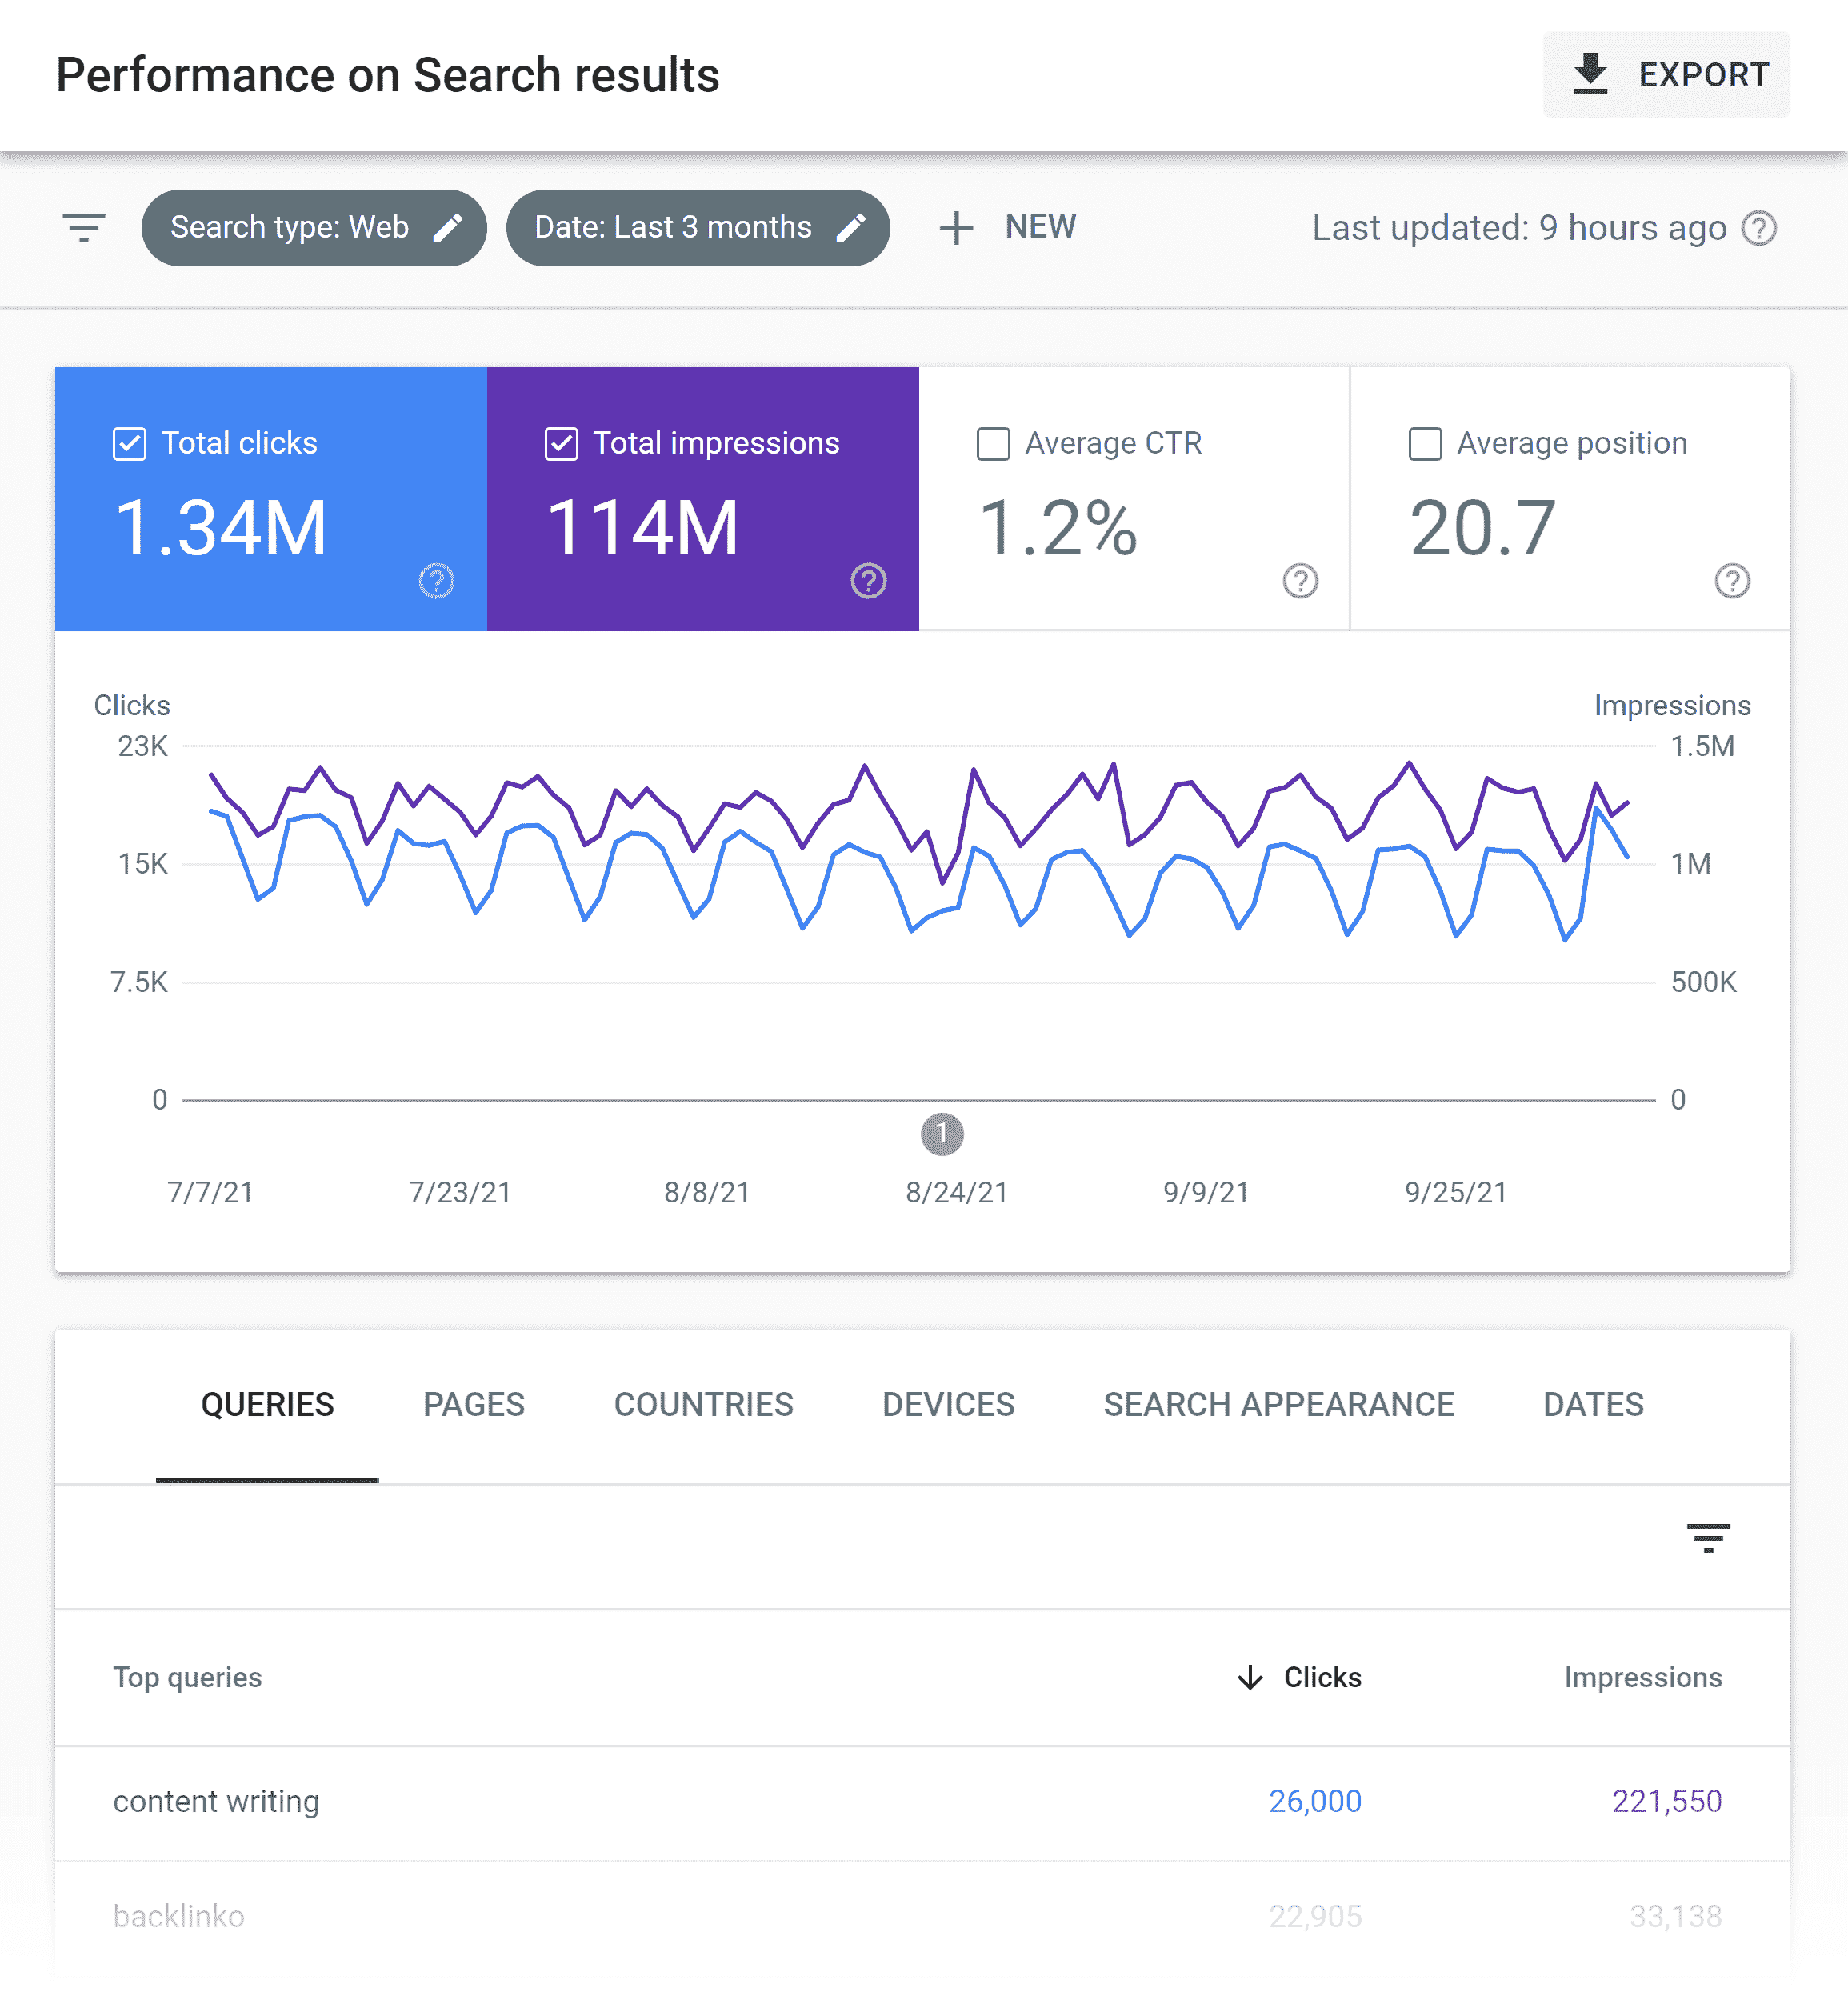 Performance on Search results
EXPORT
Search type: Web
Date: Last 3 months
NEW
Last updated: 9 hours ago
Total clicks
1.34M
Total impressions
114M
Average CTR
1.2%
Average position
20.7
Clicks
Impressions
23K
1.5M
15K
1M
7.5K
500K
0
0
1
7/7/21 7/23/21 8/8/21 8/24/21 9/9/21 9/25/21
QUERIES PAGES COUNTRIES DEVICES SEARCH APPEARANCE DATES
Top queries Clicks Impressions
content writing 26,000 221,550
backlinko 22,905 33,138